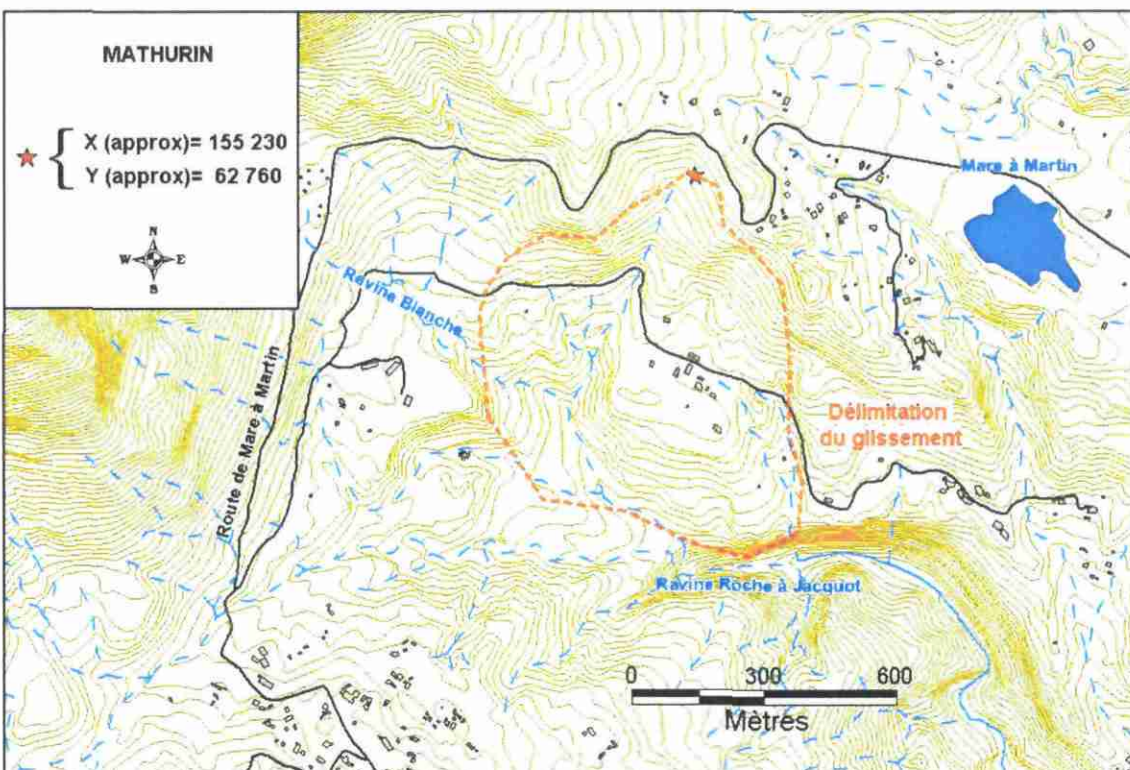 MATHURIN
X (approx)= 155 230
Y (approx)= 62 760
N
W E
S
Mare à Martin
Ravine Blanche
Route de Mare à Martin
Délimitation
du glissement
Ravine Roche à Jacquot
0 300 600
Mètres